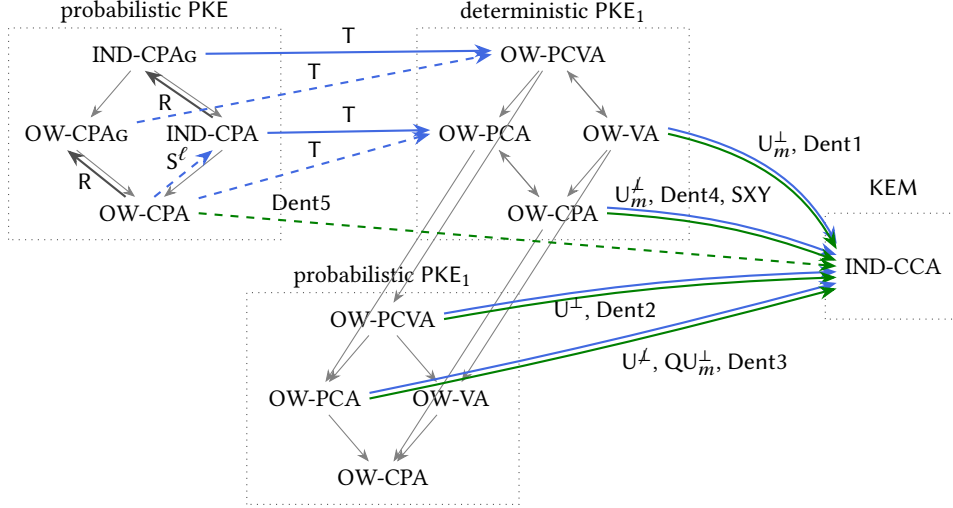 probabilistic PKE
deterministic PKE₁
IND-CPAG
T
OW-PCVA
R
T
OW-CPAG
IND-CPA
T
OW-PCA
OW-VA
U⊥m, Dent1
Sℓ
T
R
KEM
OW-CPA
Dent5
OW-CPA
U⊥̸m, Dent4, SXY
IND-CCA
probabilistic PKE₁
OW-PCVA
U⊥, Dent2
U⊥̸, QU⊥m, Dent3
OW-PCA
OW-VA
OW-CPA